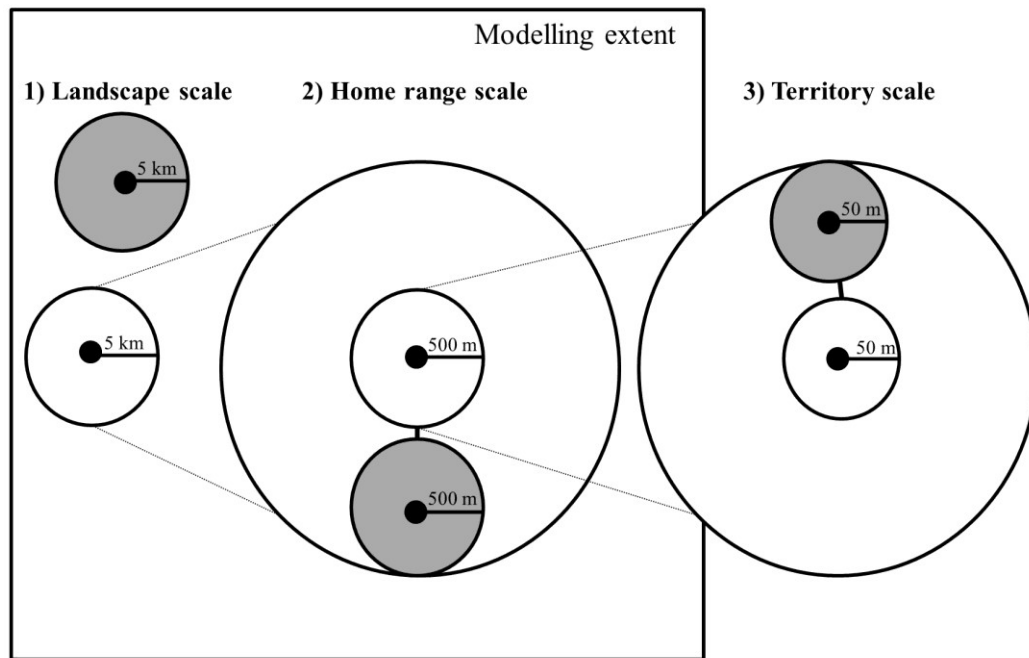 Modelling extent
1) Landscape scale
2) Home range scale
3) Territory scale
5 km
50 m
5 km
500 m
50 m
500 m